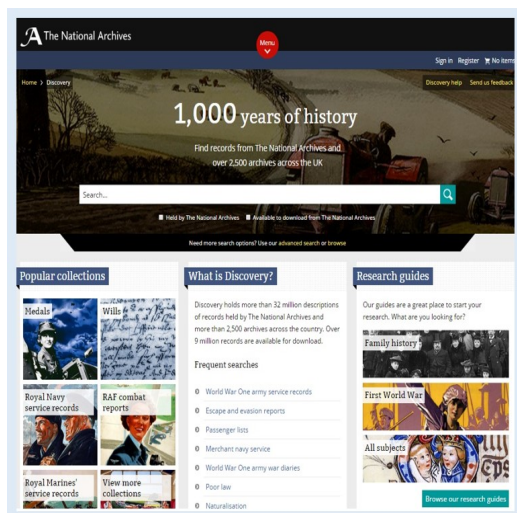 The National Archives
Menu
Sign in Register No items
Home Discovery
Discovery help Send us feedback
1,000 years of history
Find records from The National Archives and
over 2,500 archives across the UK
Search...
Held by The National Archives Available to download from The National Archives
Need more search options? Use our advanced search or browse
Popular collections
Medals
Wills
Royal Navy
service records
RAF combat
reports
Royal Marines'
service records
View more
collections
What is Discovery?
Discovery holds more than 32 million descriptions
of records held by The National Archives and
more than 2,500 archives across the country. Over
9 million records are available for download.
Frequent searches
World War One army service records
Escape and evasion reports
Passenger lists
Merchant navy service
World War One army war diaries
Poor law
Naturalisation
Research guides
Our guides are a great place to start your
research. What are you looking for?
Family history
First World War
All subjects
Browse our research guides